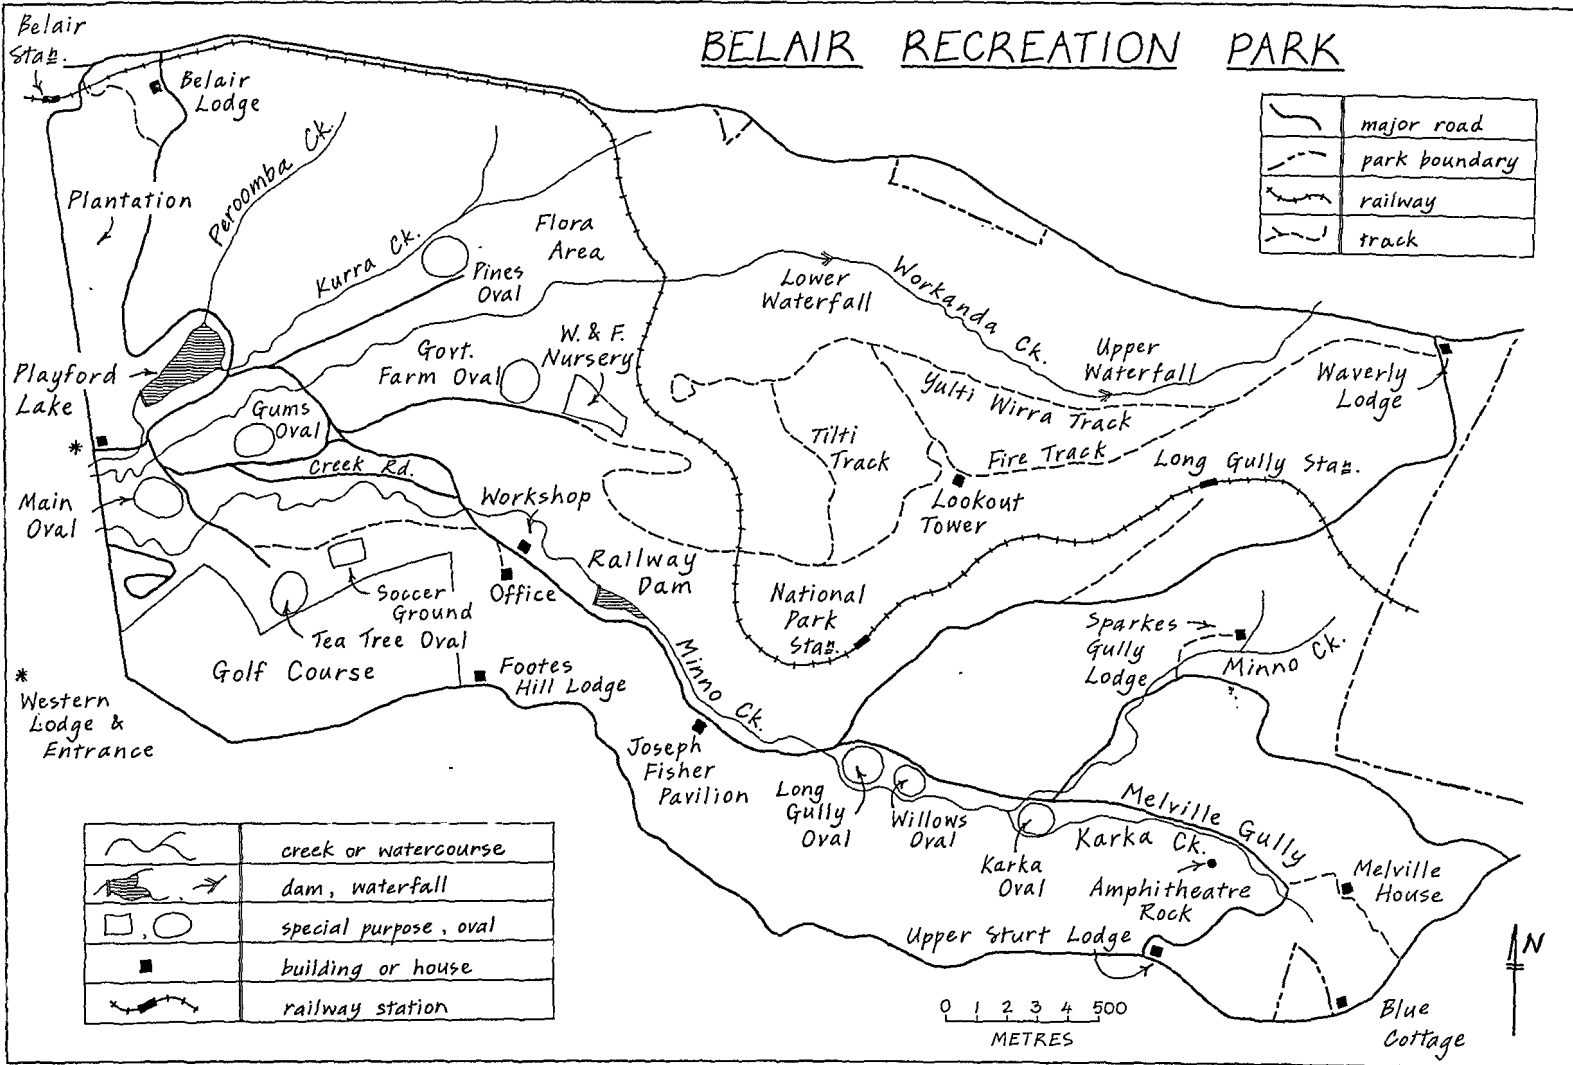 BELAIR RECREATION PARK
Belair
Stan.
Belair
Lodge
major road
park boundary
railway
track
Plantation
Peroomba Ck.
Kurra Ck.
Flora
Area
Pines
Oval
Lower
Waterfall
Workanda Ck.
Upper
Waterfall
Waverly
Lodge
Playford
Lake
Govt.
Farm Oval
W. & F.
Nursery
Gums
Oval
Yulti Wirra Track
Tilti
Track
Fire Track
Long Gully Stan.
*
Creek Rd.
Main
Oval
Workshop
Lookout
Tower
Raılway
Dam
Office
Soccer
Ground
Tea Tree Oval
National
Park
Stan.
Sparkes
Gully
Lodge
Minno Ck.
Golf Course
Footes
Hill Lodge
Minno Ck.
*
Western
Lodge &
Entrance
Joseph
Fisher
Pavilion
Long
Gully
Oval
Willows
Oval
Karka
Oval
Melville Gully
Karka Ck.
Amphitheatre
Rock
Melville
House
Upper Sturt Lodge
Blue
Cottage
creek or watercourse
dam, waterfall
special purpose, oval
building or house
railway station
0 1 2 3 4 500
METRES
N